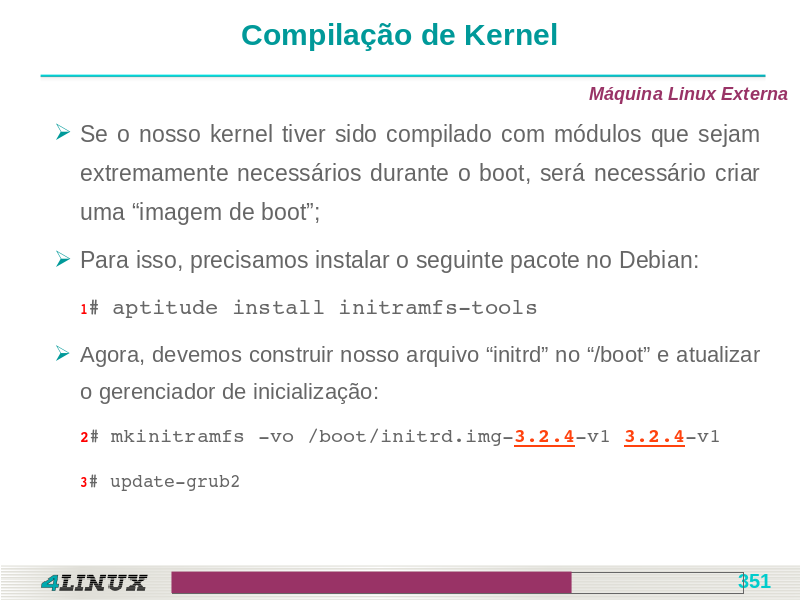 Compilação de Kernel
Máquina Linux Externa
Se o nosso kernel tiver sido compilado com módulos que sejam
extremamente necessários durante o boot, será necessário criar
uma “imagem de boot”;
Para isso, precisamos instalar o seguinte pacote no Debian:
1# aptitude install initramfs-tools
Agora, devemos construir nosso arquivo “initrd” no “/boot” e atualizar
o gerenciador de inicialização:
2# mkinitramfs -vo /boot/initrd.img-3.2.4-v1 3.2.4-v1
3# update-grub2
4LINUX
351